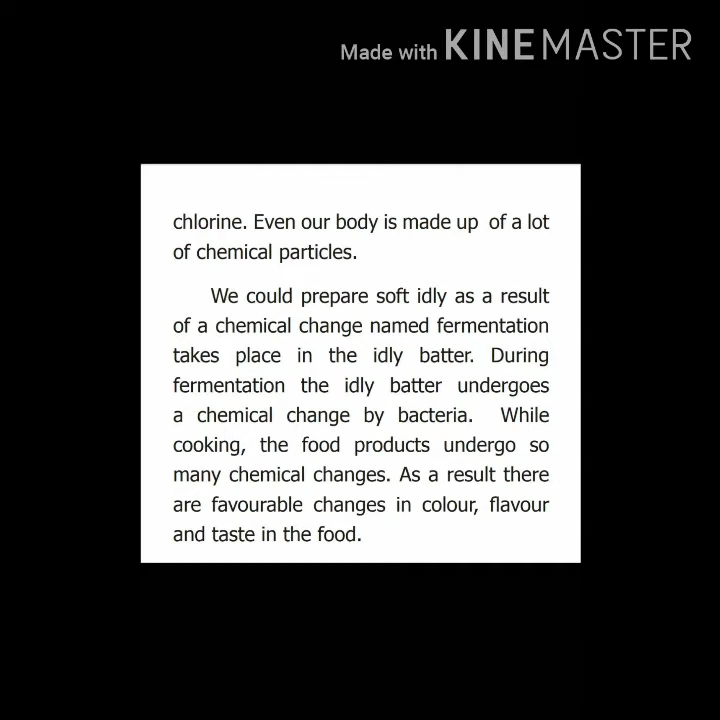 Made with KINEMASTER
chlorine. Even our body is made up of a lot
of chemical particles.
We could prepare soft idly as a result
of a chemical change named fermentation
takes place in the idly batter. During
fermentation the idly batter undergoes
a chemical change by bacteria. While
cooking, the food products undergo so
many chemical changes. As a result there
are favourable changes in colour, flavour
and taste in the food.